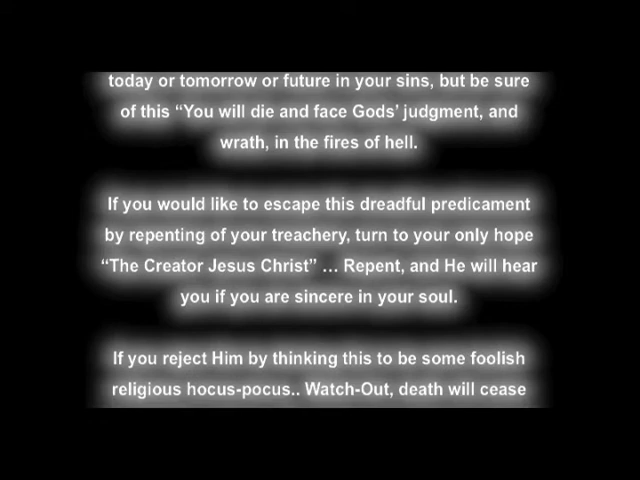 today or tomorrow or future in your sins, but be sure
of this “You will die and face Gods’ judgment, and
wrath, in the fires of hell.
If you would like to escape this dreadful predicament
by repenting of your treachery, turn to your only hope
“The Creator Jesus Christ” … Repent, and He will hear
you if you are sincere in your soul.
If you reject Him by thinking this to be some foolish
religious hocus-pocus.. Watch-Out, death will cease